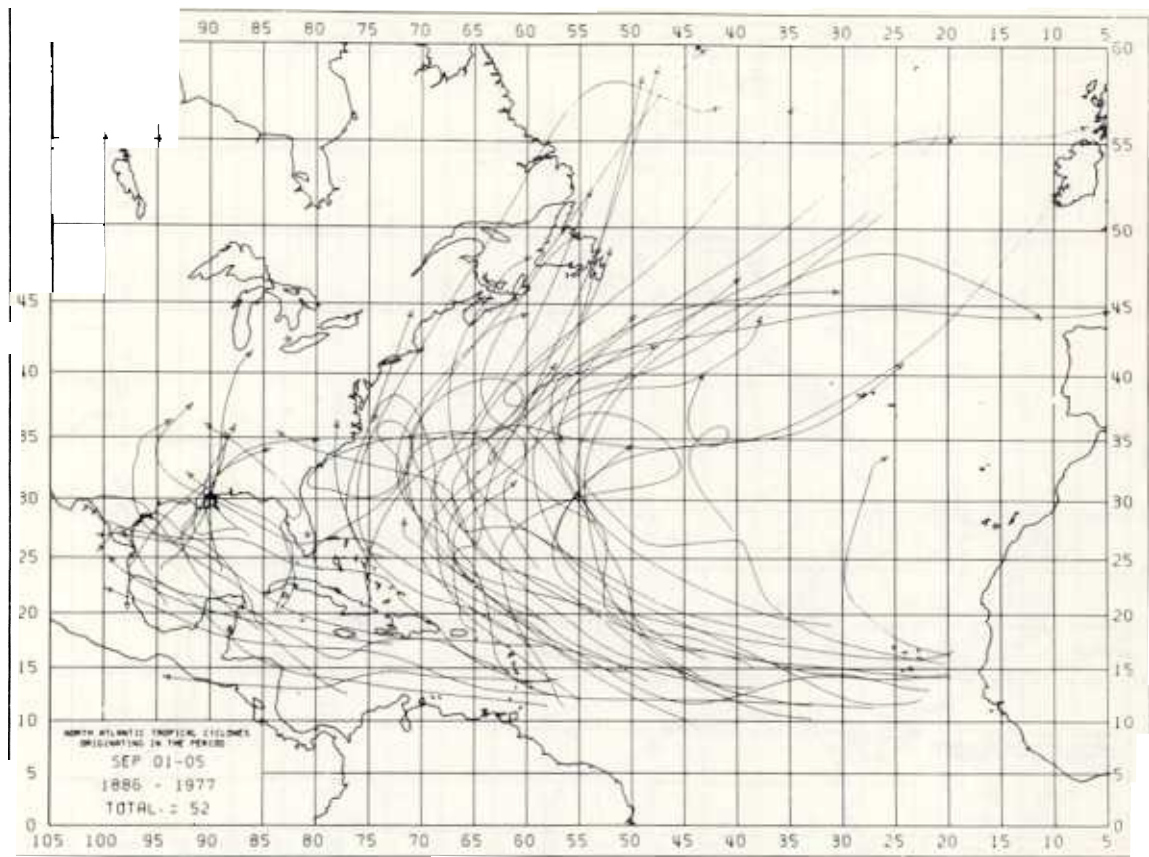 90 85 80 75 70 65 60 55 50 45 40 35 30 25 20 15 10 5
60
55
50
45 45
40 40
35 35
30 30
25 25
20 20
15 15
10 10
NORTH ATLANTIC TROPICAL CYCLONES
ORIGINATING IN THE PERIOD
SEP 01-05
1886 - 1977
TOTAL = 52
5 5
0 0
105 100 95 90 85 80 75 70 65 60 55 50 45 40 35 30 25 20 15 10 5